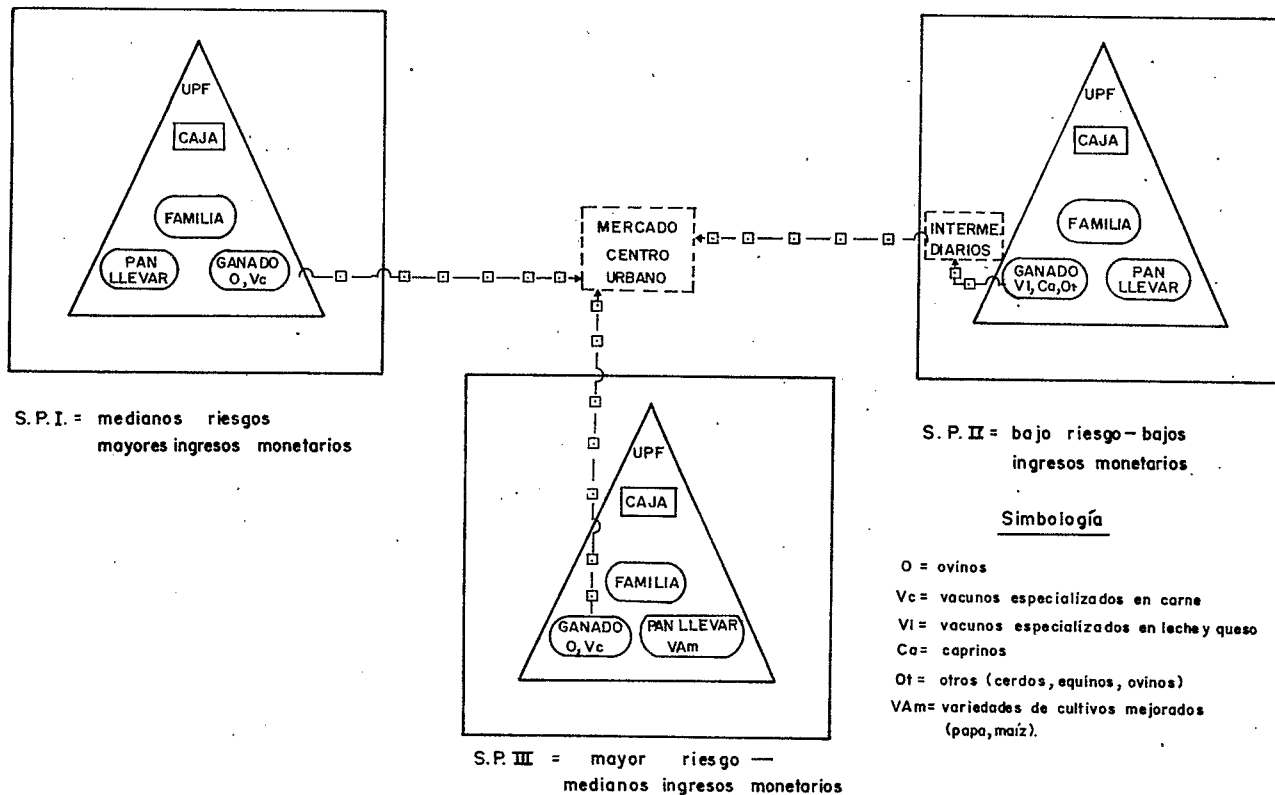 UPF
CAJA
FAMILIA
PAN
LLEVAR
GANADO
O, Vc
S. P. I. = medianos riesgos
mayores ingresos monetarios
MERCADO
CENTRO
URBANO
UPF
CAJA
FAMILIA
INTERME
DIARIOS
GANADO
Vl, Ca, Ot
PAN
LLEVAR
S. P. II = bajo riesgo – bajos
ingresos monetarios
UPF
CAJA
FAMILIA
GANADO
O, Vc
PAN LLEVAR
VAm
S. P. III = mayor riesgo —
medianos ingresos monetarios
Simbología
O = ovinos
Vc = vacunos especializados en carne
Vl = vacunos especializados en leche y queso
Ca = caprinos
Ot = otros (cerdos, equínos, ovinos)
VAm = variedades de cultivos mejorados
(papa, maíz).